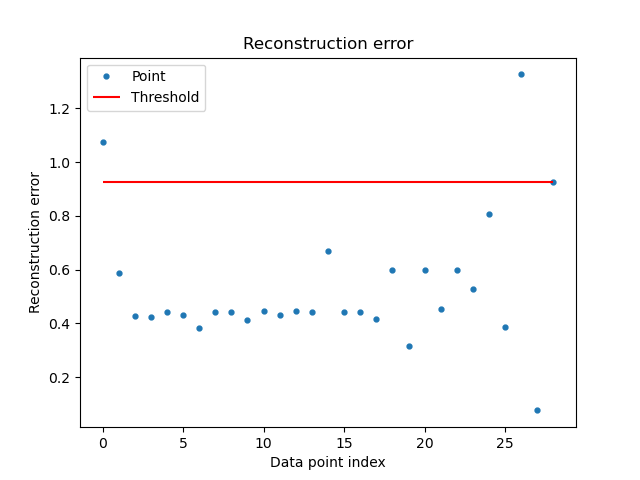 Reconstruction error
Point
Threshold
Reconstruction error
1.2
1.0
0.8
0.6
0.4
0.2
0 5 10 15 20 25
Data point index